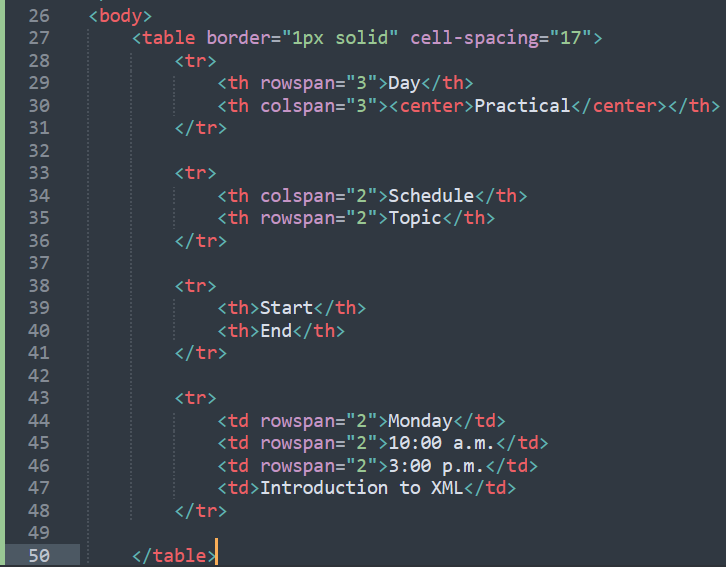 26 <body>
27 <table border="1px solid" cell-spacing="17">
28 <tr>
29 <th rowspan="3">Day</th>
30 <th colspan="3"><center>Practical</center></th>
31 </tr>
32
33 <tr>
34 <th colspan="2">Schedule</th>
35 <th rowspan="2">Topic</th>
36 </tr>
37
38 <tr>
39 <th>Start</th>
40 <th>End</th>
41 </tr>
42
43 <tr>
44 <td rowspan="2">Monday</td>
45 <td rowspan="2">10:00 a.m.</td>
46 <td rowspan="2">3:00 p.m.</td>
47 <td>Introduction to XML</td>
48 </tr>
49
50 </table>